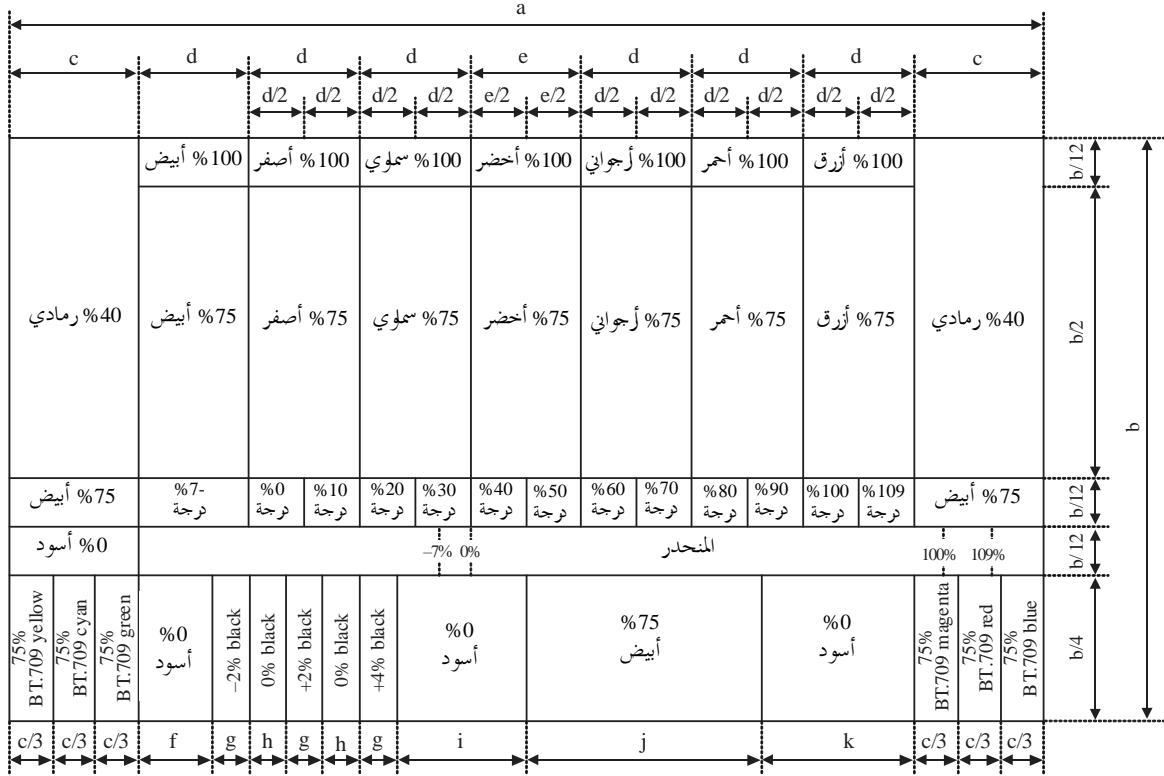 a
c d d d e d d d c
d/2 d/2 d/2 d/2 e/2 e/2 d/2 d/2 d/2 d/2 d/2 d/2
%100 أبيض %100 أصفر %100 سماوي %100 أخضر %100 أرجواني %100 أحمر %100 أزرق
b/12
%40 رمادي %75 أبيض %75 أصفر %75 سماوي %75 أخضر %75 أرجواني %75 أحمر %75 أزرق %40 رمادي
b/2
b
%75 أبيض
%7-
درجة
%0
درجة
%10
درجة
%20
درجة
%30
درجة
%40
درجة
%50
درجة
%60
درجة
%70
درجة
%80
درجة
%90
درجة
%100
درجة
%109
درجة
%75 أبيض
b/12
%0 أسود
–7% 0%
المنحدر
100% 109%
b/12
75%
BT.709 yellow
75%
BT.709 cyan
75%
BT.709 green
%0
أسود
–2% black
0% black
+2% black
0% black
+4% black
%0
أسود
%75
أبيض
%0
أسود
75%
BT.709 magenta
75%
BT.709 red
75%
BT.709 blue
b/4
c/3 c/3 c/3 f g h g h g i j k c/3 c/3 c/3